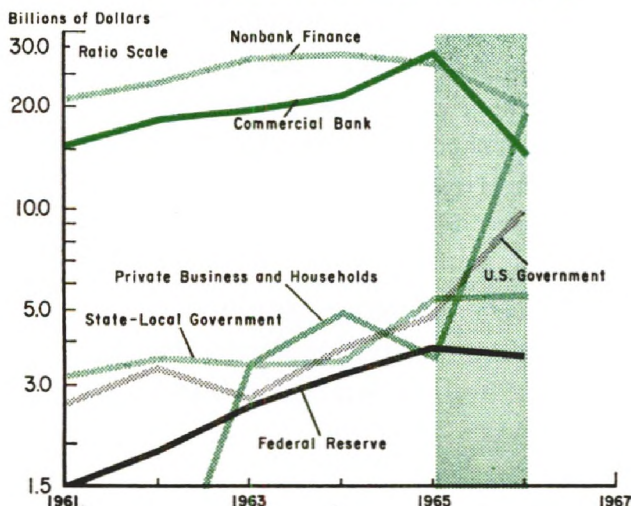 Billions of Dollars
30.0
Ratio Scale
Nonbank Finance
20.0
Commercial Bank
10.0
Private Business and Households
U.S. Government
5.0
State-Local Government
3.0
Federal Reserve
1.5
1961 1963 1965 1967